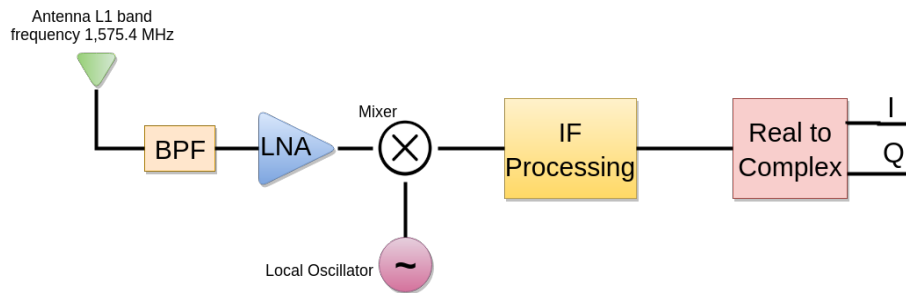 Antenna L1 band
frequency 1,575.4 MHz
BPF
LNA
Mixer
~
Local Oscillator
IF
Processing
Real to
Complex
I
Q